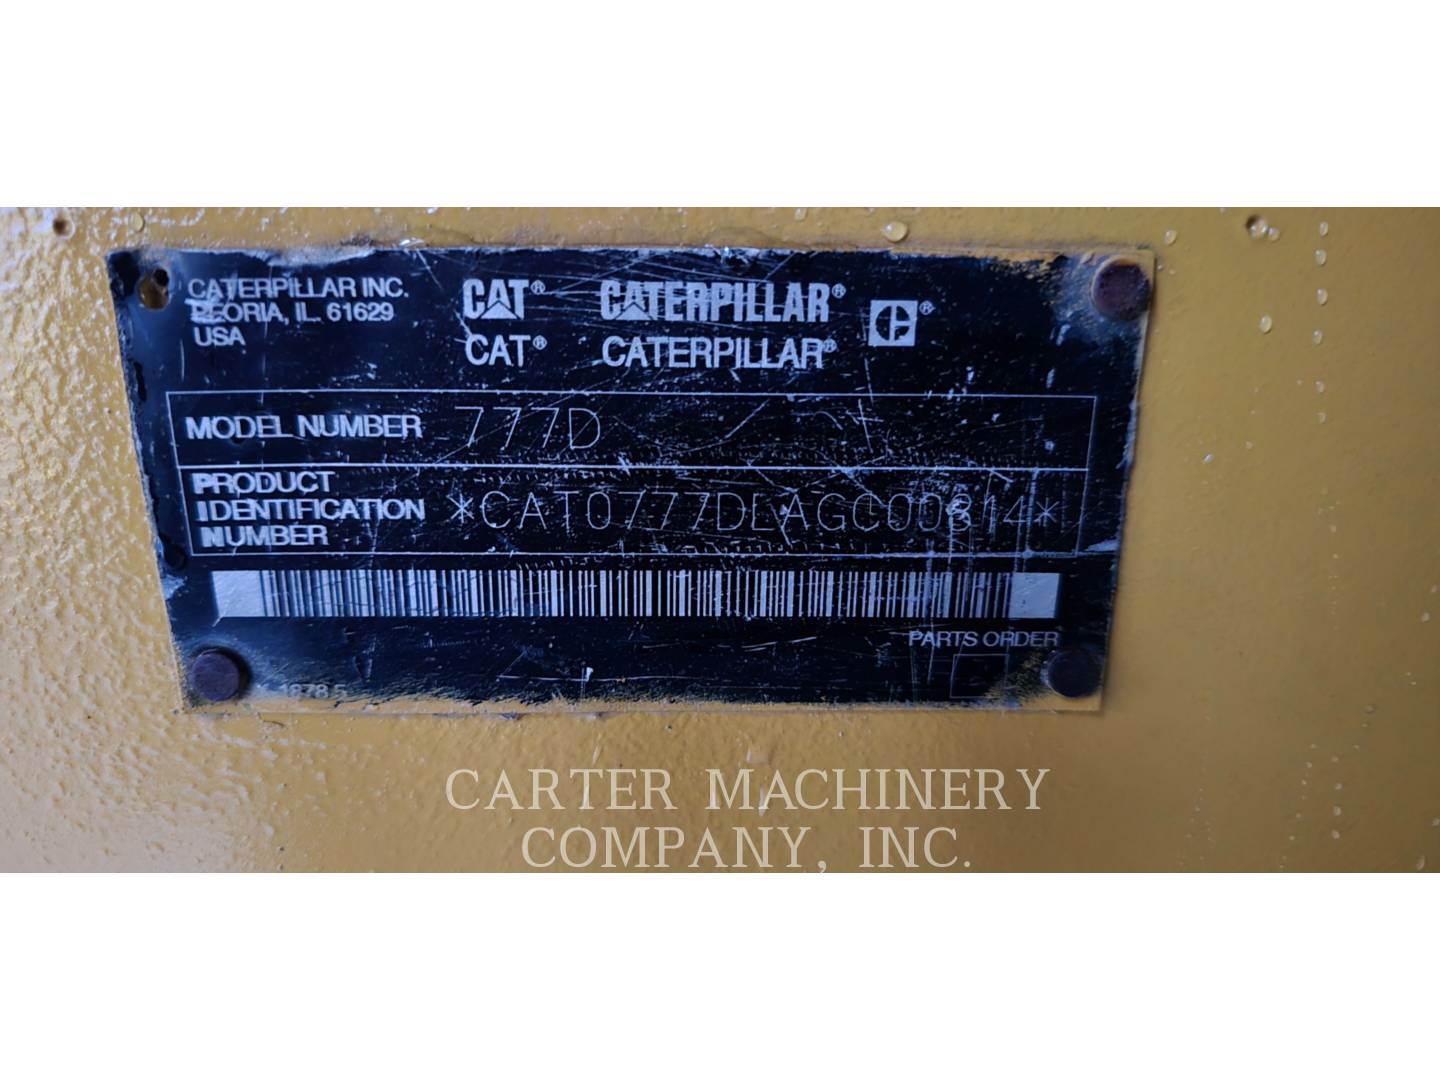 CATERPILLAR INC.
PEORIA, IL. 61629
USA
CAT® CATERPILLAR® C®
CAT® CATERPILLAR®
MODEL NUMBER 777D
PRODUCT
IDENTIFICATION
NUMBER
*CAT0777DLAGC00814*
PARTS ORDER
CARTER MACHINERY
COMPANY, INC.